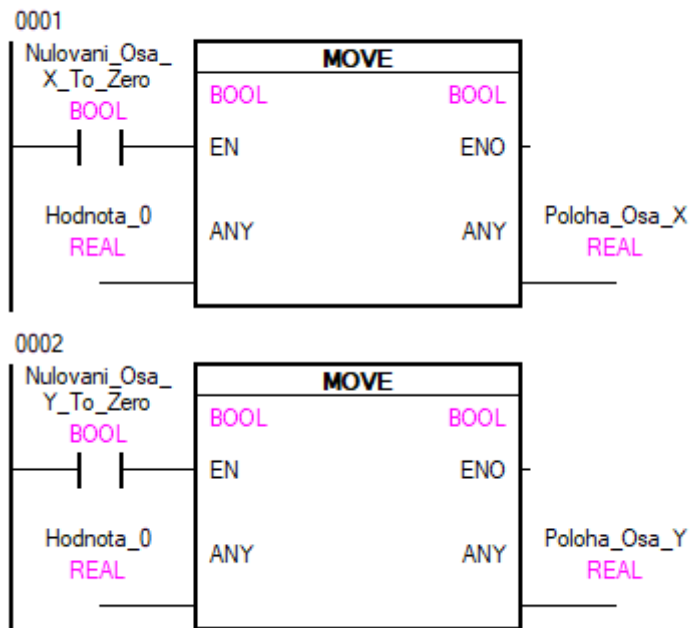 0001
Nulovani_Osa_
X_To_Zero
BOOL
MOVE
BOOL BOOL
EN ENO
Hodnota_0
REAL
ANY ANY
Poloha_Osa_X
REAL
0002
Nulovani_Osa_
Y_To_Zero
BOOL
MOVE
BOOL BOOL
EN ENO
Hodnota_0
REAL
ANY ANY
Poloha_Osa_Y
REAL